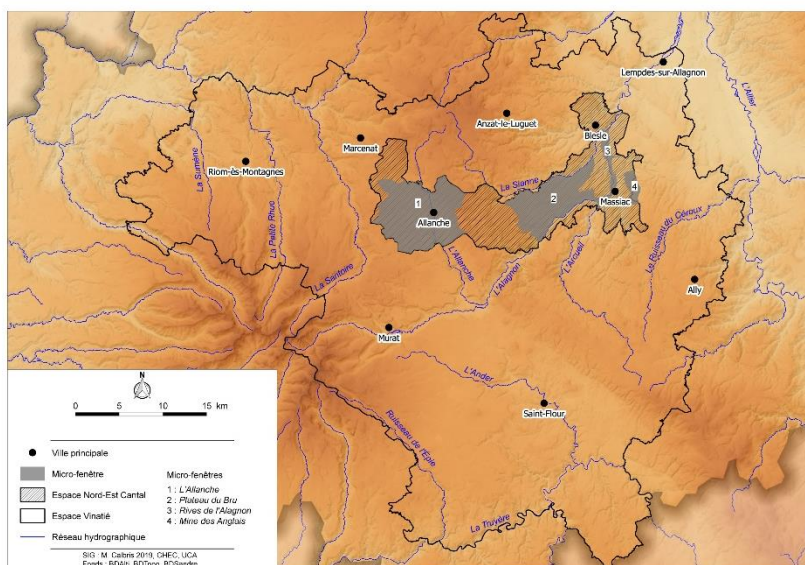 Lempdes-sur-Allagnon
L'Allier
Anzat-le-Luguet
Blesle
Marcenat
3
Riom-ès-Montagnes
La Sumène
La Sianne
4
2
Massiac
1
Allanche
La Petite Rhue
Le Ruisseau du Céroux
L'Allanche
L'Arcueil
La Santoire
L'Alagnon
Ally
Murat
L'Ander
Saint-Flour
Ruisseau de l'Épie
La Truyère
N
0 5 10 15 km
Ville principale
Micro-fenêtre
Espace Nord-Est Cantal
Espace Vinatié
Réseau hydrographique
Micro-fenêtres
1 : L'Allanche
2 : Plateau du Bru
3 : Rives de l'Alagnon
4 : Mine des Anglais
SIG : M. Calbris 2019, CHEC, UCA
Fonds : BDAlti, BDTopo,